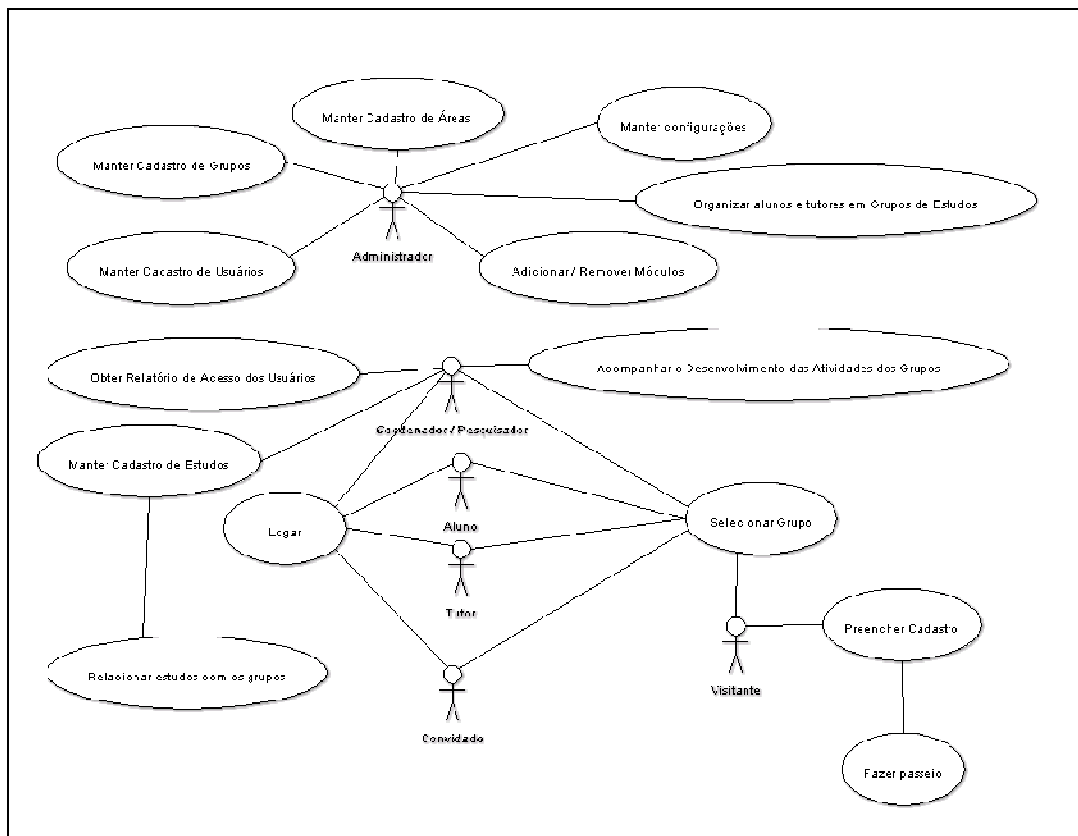 Manter Cadastro de Áreas
Manter configurações
Manter Cadastro de Grupos
Organizar alunos e tutores em Grupos de Estudos
Administrador
Manter Cadastro de Usuários
Adicionar / Remover Módulos
Obter Relatório de Acesso dos Usuários
Acompanhar o Desenvolvimento das Atividades dos Grupos
Coordenador / Pesquisador
Manter Cadastro de Estudos
Logar
Aluno
Selecionar Grupo
Tutor
Preencher Cadastro
Relacionar estudos com os grupos
Visitante
Convidado
Fazer passeio